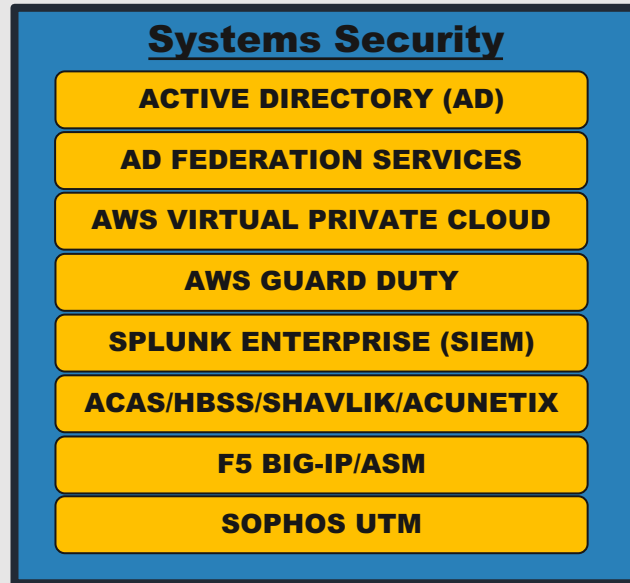 Systems Security
ACTIVE DIRECTORY (AD)
AD FEDERATION SERVICES
AWS VIRTUAL PRIVATE CLOUD
AWS GUARD DUTY
SPLUNK ENTERPRISE (SIEM)
ACAS/HBSS/SHAVLIK/ACUNETIX
F5 BIG-IP/ASM
SOPHOS UTM